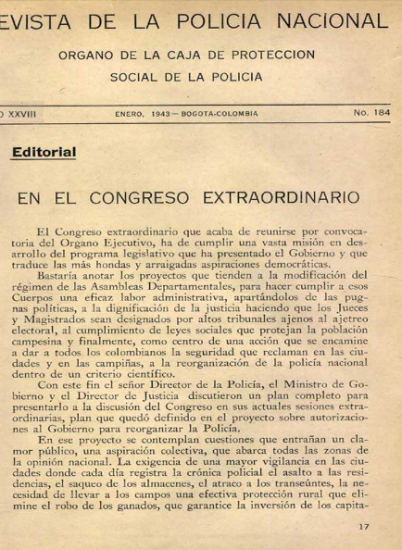 EVISTA DE LA POLICIA NACIONAL
ORGANO DE LA CAJA DE PROTECCION
SOCIAL DE LA POLICIA
O XXVIII ENERO, 1943—BOGOTA-COLOMBIA No. 184
Editorial
EN EL CONGRESO EXTRAORDINARIO
El Congreso extraordinario que acaba de reunirse por convoca-
toria del Organo Ejecutivo, ha de cumplir una vasta misión en des-
arrollo del programa legislativo que ha presentado el Gobierno y que
traduce las más hondas y arraigadas aspiraciones democráticas.
Bastaría anotar los proyectos que tienden a la modificación del
régimen de las Asambleas Departamentales, para hacer cumplir a esos
Cuerpos una eficaz labor administrativa, apartándolos de las pug-
nas políticas, a la dignificación de la justicia haciendo que los Jueces
y Magistrados sean designados por altos tribunales ajenos al ajetreo
electoral, al cumplimiento de leyes sociales que protejan la población
campesina y finalmente, como centro de una acción que se encamine
a dar a todos los colombianos la seguridad que reclaman en las ciu-
dades y en las campiñas, a la reorganización de la policía nacional
dentro de un criterio científico.
Con este fin el señor Director de la Policía, el Ministro de Go-
bierno y el Director de Justicia discutieron un plan completo para
presentarlo a la discusión del Congreso en sus actuales sesiones extra-
ordinarias, plan que quedó definido en el proyecto sobre autorizacio-
nes al Gobierno para reorganizar la Policía.
En ese proyecto se contemplan cuestiones que entrañan un cla-
mor público, una aspiración colectiva, que abarca todas las zonas de
la opinión nacional. La exigencia de una mayor vigilancia en las ciu-
dades donde cada día registra la crónica policial el asalto a las resi-
dencias, el saqueo de los almacenes, el atraco a los transeúntes, la ne-
cesidad de llevar a los campos una efectiva protección rural que eli-
mine el robo de los ganados, que garantice la inversión de los capita-
17